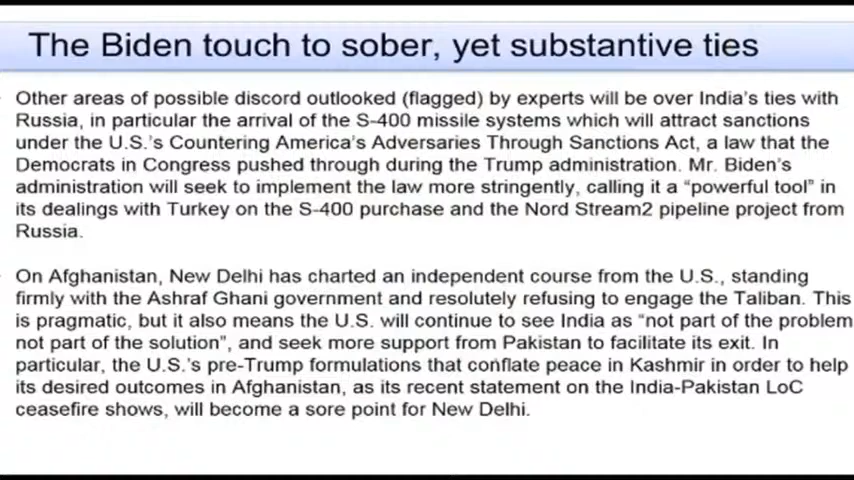 The Biden touch to sober, yet substantive ties
Other areas of possible discord outlooked (flagged) by experts will be over India's ties with
Russia, in particular the arrival of the S-400 missile systems which will attract sanctions
under the U.S.'s Countering America's Adversaries Through Sanctions Act, a law that the
Democrats in Congress pushed through during the Trump administration. Mr. Biden's
administration will seek to implement the law more stringently, calling it a “powerful tool” in
its dealings with Turkey on the S-400 purchase and the Nord Stream2 pipeline project from
Russia.
On Afghanistan, New Delhi has charted an independent course from the U.S., standing
firmly with the Ashraf Ghani government and resolutely refusing to engage the Taliban. This
is pragmatic, but it also means the U.S. will continue to see India as “not part of the problem
not part of the solution”, and seek more support from Pakistan to facilitate its exit. In
particular, the U.S.'s pre-Trump formulations that conflate peace in Kashmir in order to help
its desired outcomes in Afghanistan, as its recent statement on the India-Pakistan LoC
ceasefire shows, will become a sore point for New Delhi.